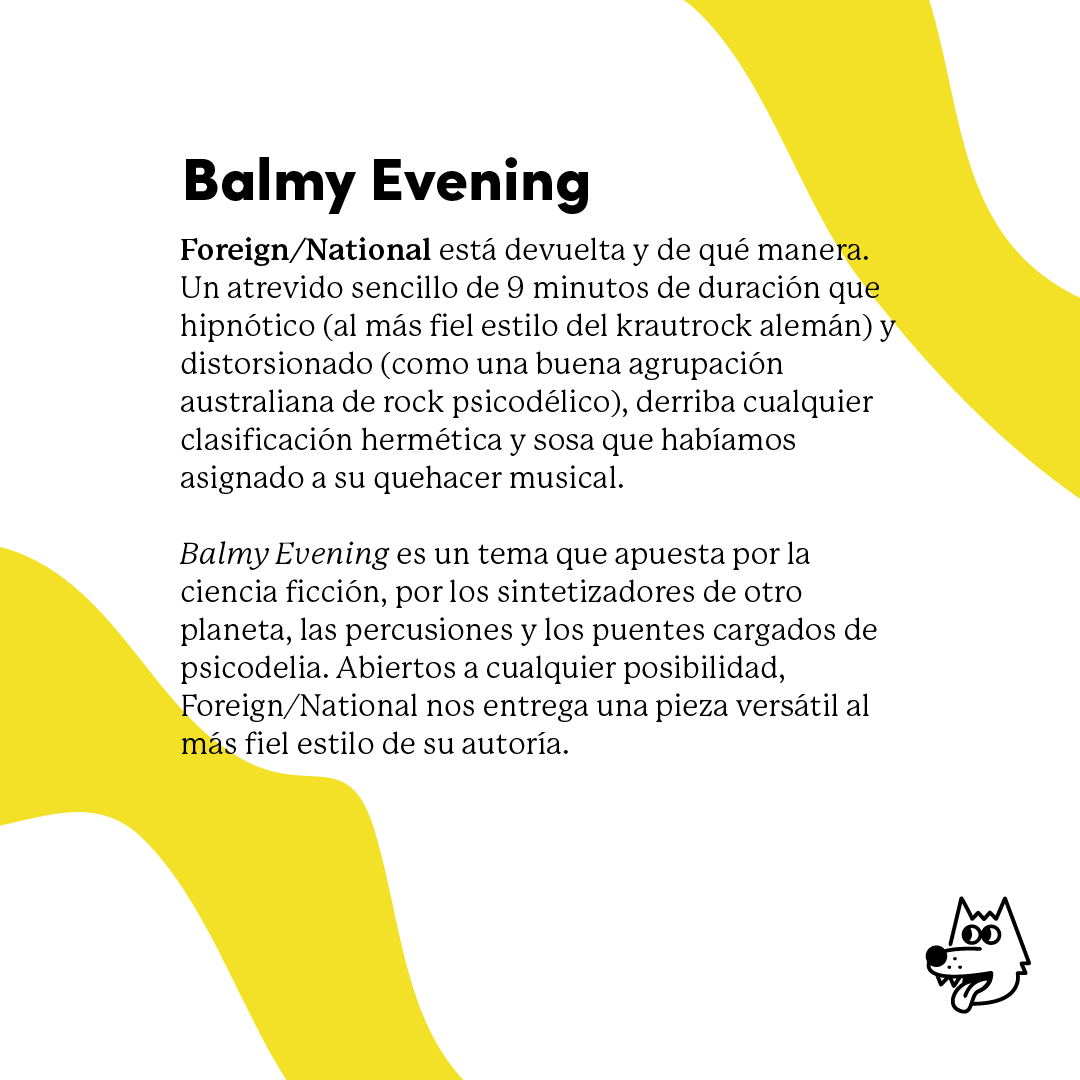 Balmy Evening
Foreign/National está devuelta y de qué manera.
Un atrevido sencillo de 9 minutos de duración que
hipnótico (al más fiel estilo del krautrock alemán) y
distorsionado (como una buena agrupación
australiana de rock psicodélico), derriba cualquier
clasificación hermética y sosa que habíamos
asignado a su quehacer musical.
Balmy Evening es un tema que apuesta por la
ciencia ficción, por los sintetizadores de otro
planeta, las percusiones y los puentes cargados de
psicodelia. Abiertos a cualquier posibilidad,
Foreign/National nos entrega una pieza versátil al
más fiel estilo de su autoría.